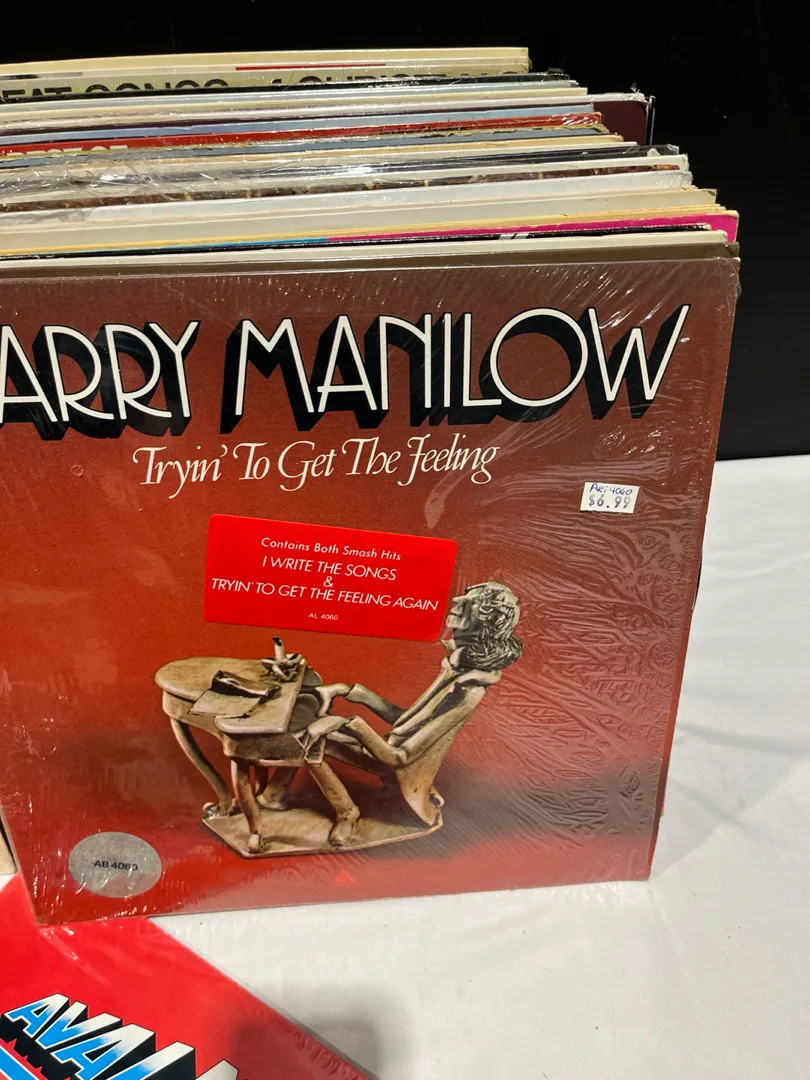 ARRY MANILOW
Tryin' To Get The Feeling
Ari 4060
$6.99
Contains Both Smash Hits
I WRITE THE SONGS
&
TRYIN' TO GET THE FEELING AGAIN
AL 4060
AB 4060